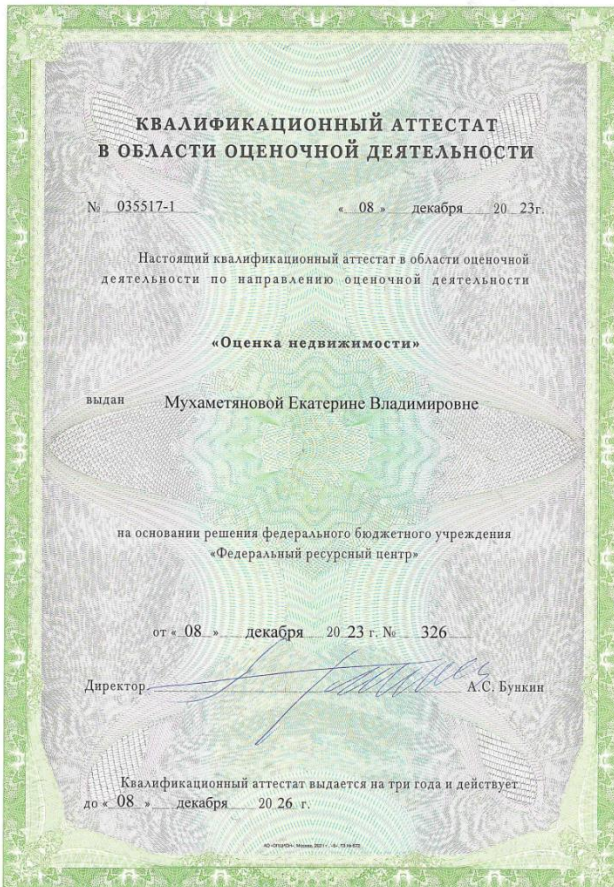 КВАЛИФИКАЦИОННЫЙ АТТЕСТАТ
В ОБЛАСТИ ОЦЕНОЧНОЙ ДЕЯТЕЛЬНОСТИ
№ 035517-1 « 08 » декабря 20 23г.
Настоящий квалификационный аттестат в области оценочной
деятельности по направлению оценочной деятельности
«Оценка недвижимости»
выдан Мухаметяновой Екатерине Владимировне
на основании решения федерального бюджетного учреждения
«Федеральный ресурсный центр»
от « 08 » декабря 20 23 г. № 326
Директор А.С. Бункин
Квалификационный аттестат выдается на три года и действует
до « 08 » декабря 20 26 г.
Москва, 2021 г.